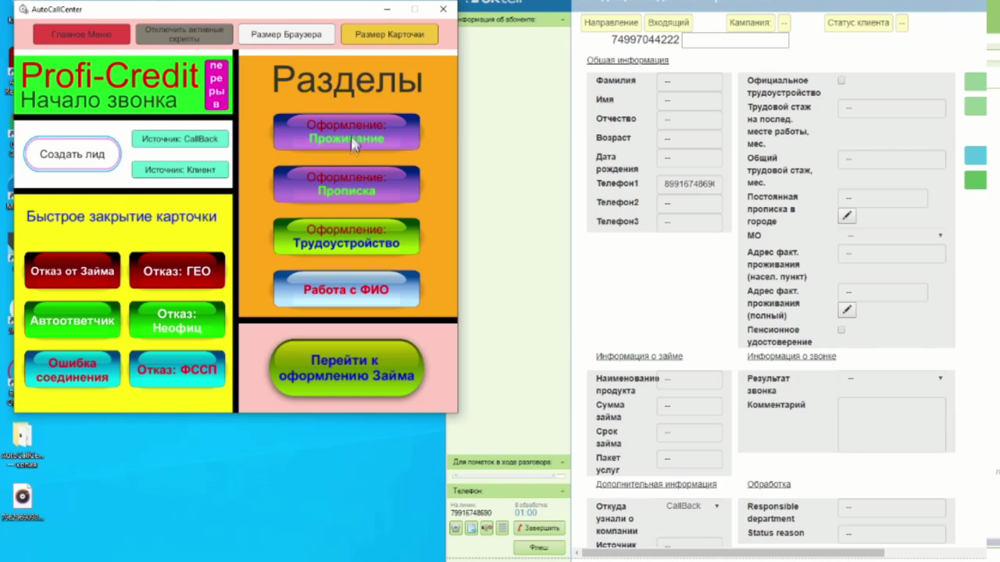 AutoCallCenter
Главное Меню
Отключить активные
скрипты
Размер Браузера
Размер Карточки
Profi-Credit
Начало звонка
пе
ре
ры
в
Создать лид
Источник: CallBack
Источник: Клиент
Быстрое закрытие карточки
Отказ от Займа
Отказ: ГЕО
Автоответчик
Отказ:
Неофиц
Ошибка
соединения
Отказ: ФССП
Разделы
Оформление:
Проживание
Оформление:
Прописка
Оформление:
Трудоустройство
Работа с ФИО
Перейти к
оформлению Займа
AutoCallCe...
— копия
формация об абоненте:
Для пометок в ходе разговора:
Телефон:
На линии:
79916748690
В обработке:
01:00
Завершить
Флеш
Направление
Входящий
Кампания:
--
Статус клиента
--
74997044222
Общая информация
Фамилия
--
Имя
--
Отчество
--
Возраст
--
Дата
рождения
--
Телефон1
8991674869
Телефон2
--
Телефон3
--
Официальное
трудоустройство
Трудовой стаж
на послед.
месте работы,
мес.
--
Общий
трудовой стаж,
мес.
--
Постоянная
прописка в
городе
--
МО
--
Адрес факт.
проживания
(насел. пункт)
--
Адрес факт.
проживания
(полный)
--
Пенсионное
удостоверение
Информация о займе
Наименование
продукта
--
Сумма
займа
--
Срок
займа
--
Пакет
услуг
--
Информация о звонке
Результат
звонка
--
Комментарий
Дополнительная информация
Откуда
узнали о
компании
CallBack
Источник
--
Обработка
Responsible
department
--
Status reason
--